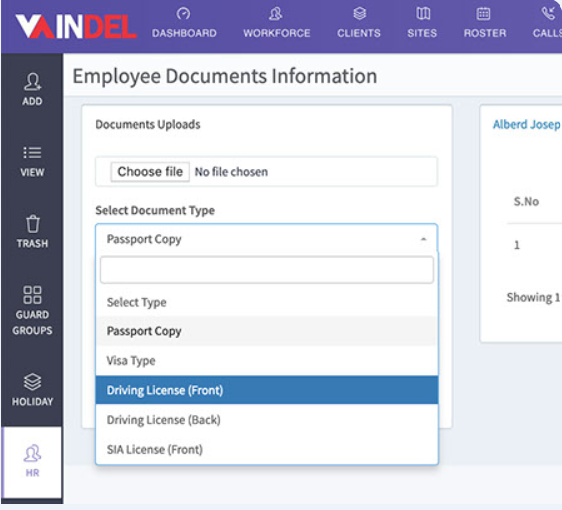 VAINDEL
DASHBOARD
WORKFORCE
CLIENTS
SITES
ROSTER
CALLS
ADD
VIEW
TRASH
GUARD
GROUPS
HOLIDAY
HR
Employee Documents Information
Documents Uploads
Choose file No file chosen
Select Document Type
Passport Copy
Select Type
Passport Copy
Visa Type
Driving License (Front)
Driving License (Back)
SIA License (Front)
Alberd Josep
S.No
1
Showing 1